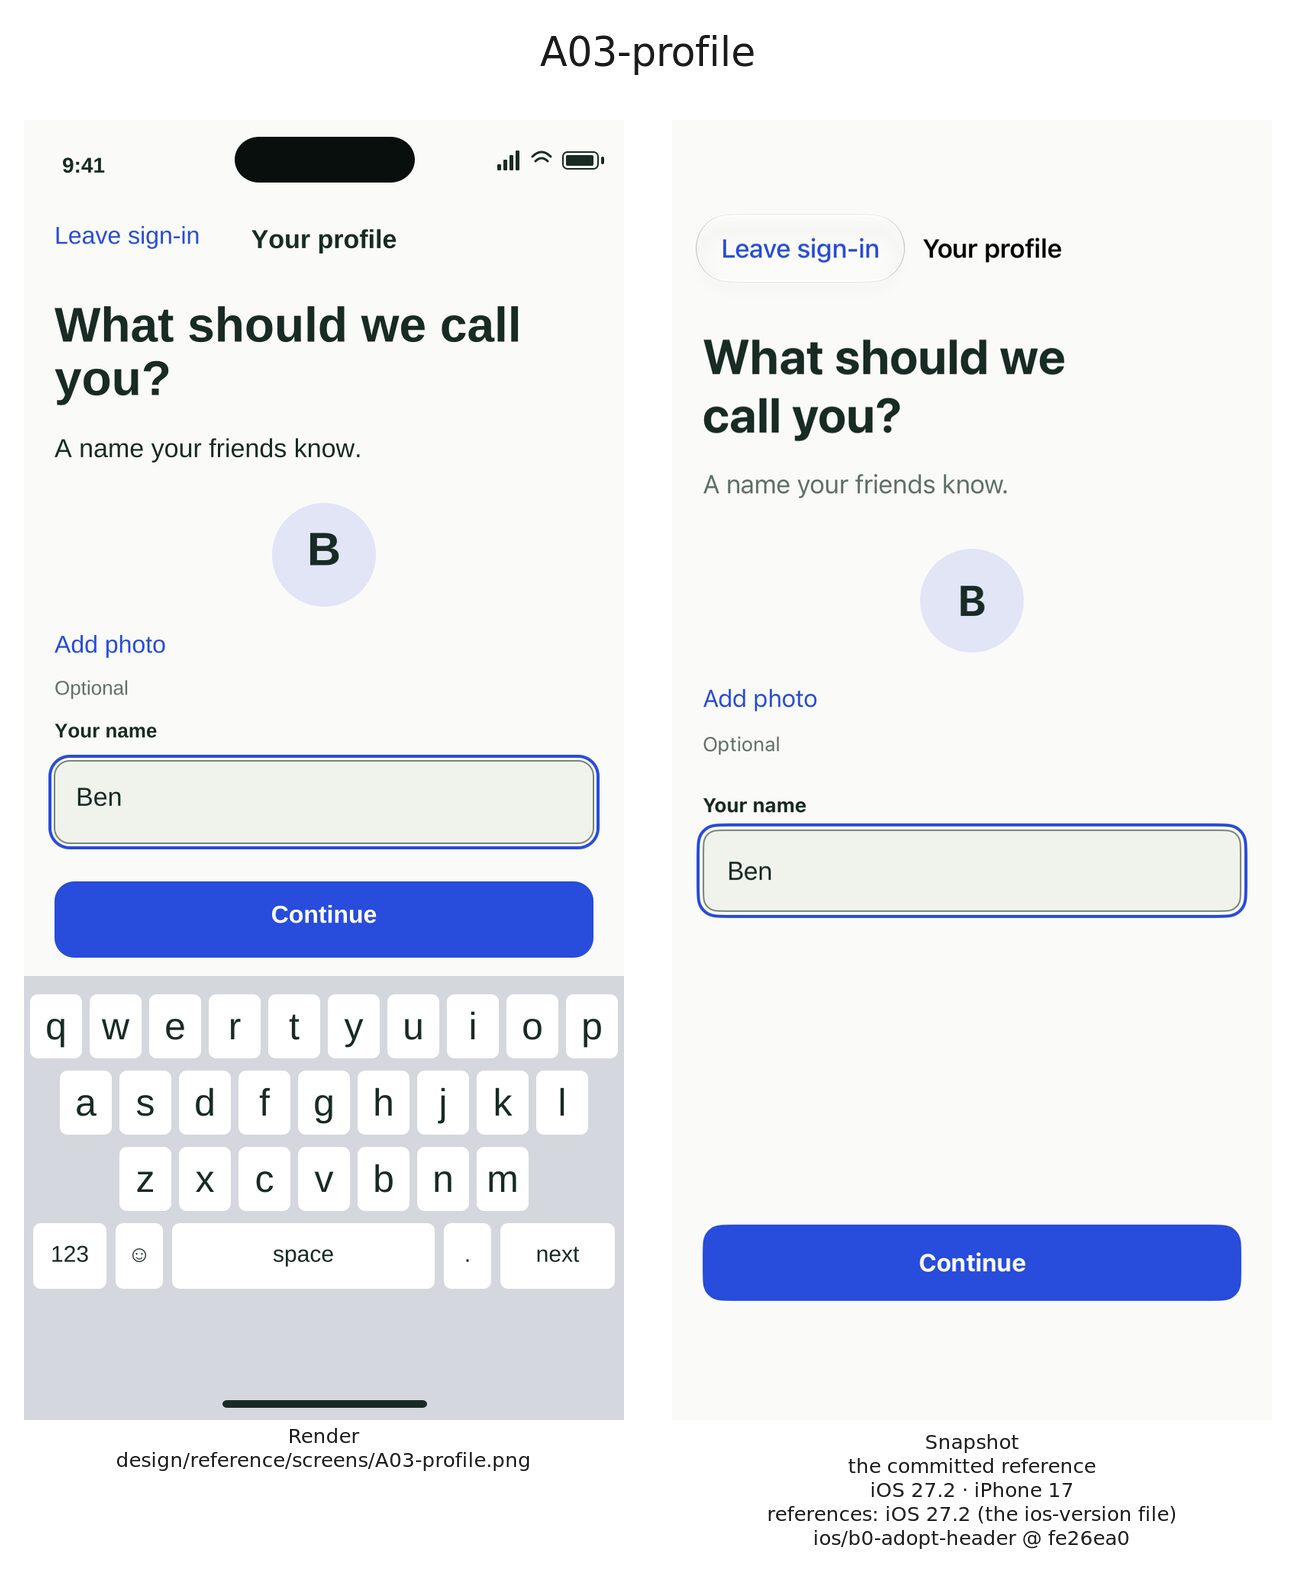 A03-profile
9:41
Leave sign-in
Your profile
What should we call
you?
A name your friends know.
B
Add photo
Optional
Your name
Ben
Continue
q w e r t y u i o p
a s d f g h j k l
z x c v b n m
123 ☺ space . next
Render
design/reference/screens/A03-profile.png
Leave sign-in
Your profile
What should we
call you?
A name your friends know.
B
Add photo
Optional
Your name
Ben
Continue
Snapshot
the committed reference
iOS 27.2 · iPhone 17
references: iOS 27.2 (the ios-version file)
ios/b0-adopt-header @ fe26ea0